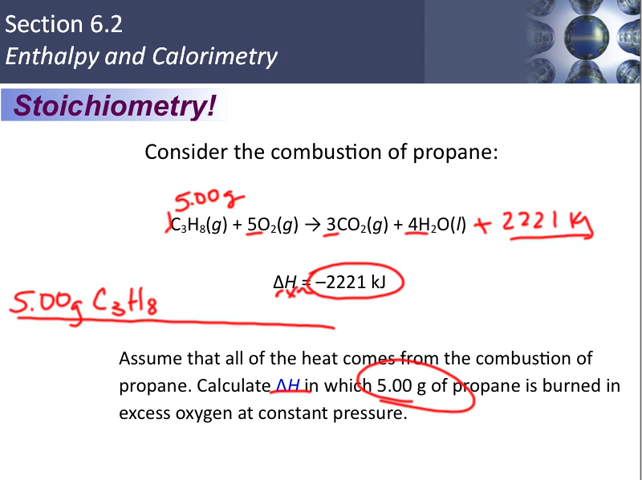 Section 6.2
Enthalpy and Calorimetry
Stoichiometry!
Consider the combustion of propane:
5.00g
1C₃H₈(g) + 5O₂(g) → 3CO₂(g) + 4H₂O(l) + 2221 kJ
ΔH = –2221 kJ
rxn
5.00g C₃H₈
Assume that all of the heat comes from the combustion of
propane. Calculate ΔH in which 5.00 g of propane is burned in
excess oxygen at constant pressure.